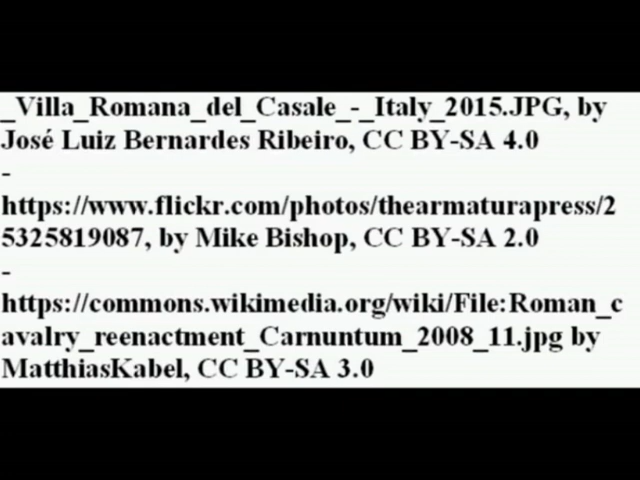 _Villa_Romana_del_Casale_-_Italy_2015.JPG, by
José Luiz Bernardes Ribeiro, CC BY-SA 4.0
-
https://www.flickr.com/photos/thearmaturapress/2
5325819087, by Mike Bishop, CC BY-SA 2.0
-
https://commons.wikimedia.org/wiki/File:Roman_c
avalry_reenactment_Carnuntum_2008_11.jpg by
MatthiasKabel, CC BY-SA 3.0